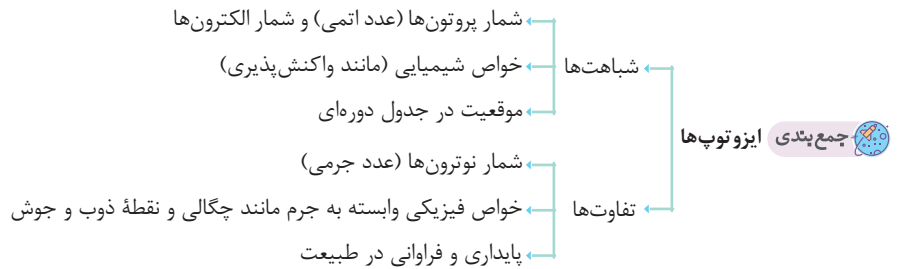 جمع‌بندی ایزوتوپ‌ها
شباهت‌ها
شمار پروتون‌ها (عدد اتمی) و شمار الکترون‌ها
خواص شیمیایی (مانند واکنش‌پذیری)
موقعیت در جدول دوره‌ای
تفاوت‌ها
شمار نوترون‌ها (عدد جرمی)
خواص فیزیکی وابسته به جرم مانند چگالی و نقطهٔ ذوب و جوش
پایداری و فراوانی در طبیعت